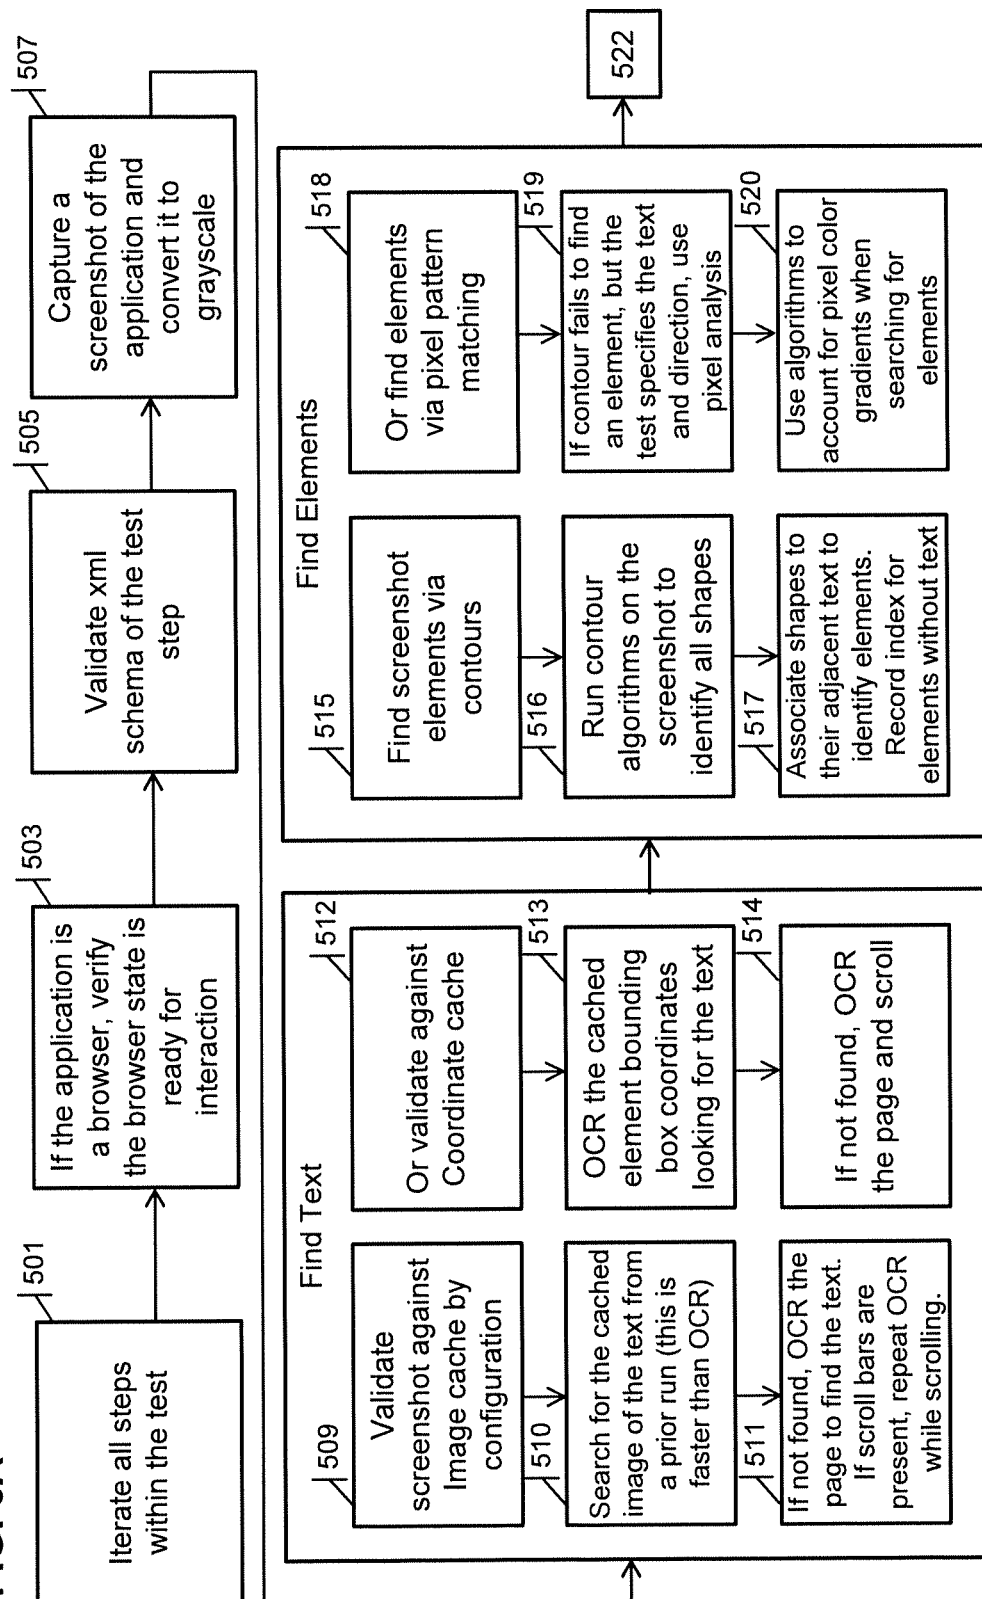 501
Iterate all steps
within the test
503
If the application is
a browser, verify
the browser state is
ready for
interaction
505
Validate xml
schema of the test
step
507
Capture a
screenshot of the
application and
convert it to
grayscale
Find Text
509
Validate
screenshot against
Image cache by
configuration
510
Search for the cached
image of the text from
a prior run (this is
faster than OCR)
511
If not found, OCR the
page to find the text.
If scroll bars are
present, repeat OCR
while scrolling.
512
Or validate against
Coordinate cache
513
OCR the cached
element bounding
box coordinates
looking for the text
514
If not found, OCR
the page and scroll
Find Elements
515
Find screenshot
elements via
contours
516
Run contour
algorithms on the
screenshot to
identify all shapes
517
Associate shapes to
their adjacent text to
identify elements.
Record index for
elements without text
518
Or find elements
via pixel pattern
matching
519
If contour fails to find
an element, but the
test specifies the text
and direction, use
pixel analysis
520
Use algorithms to
account for pixel color
gradients when
searching for
elements
522